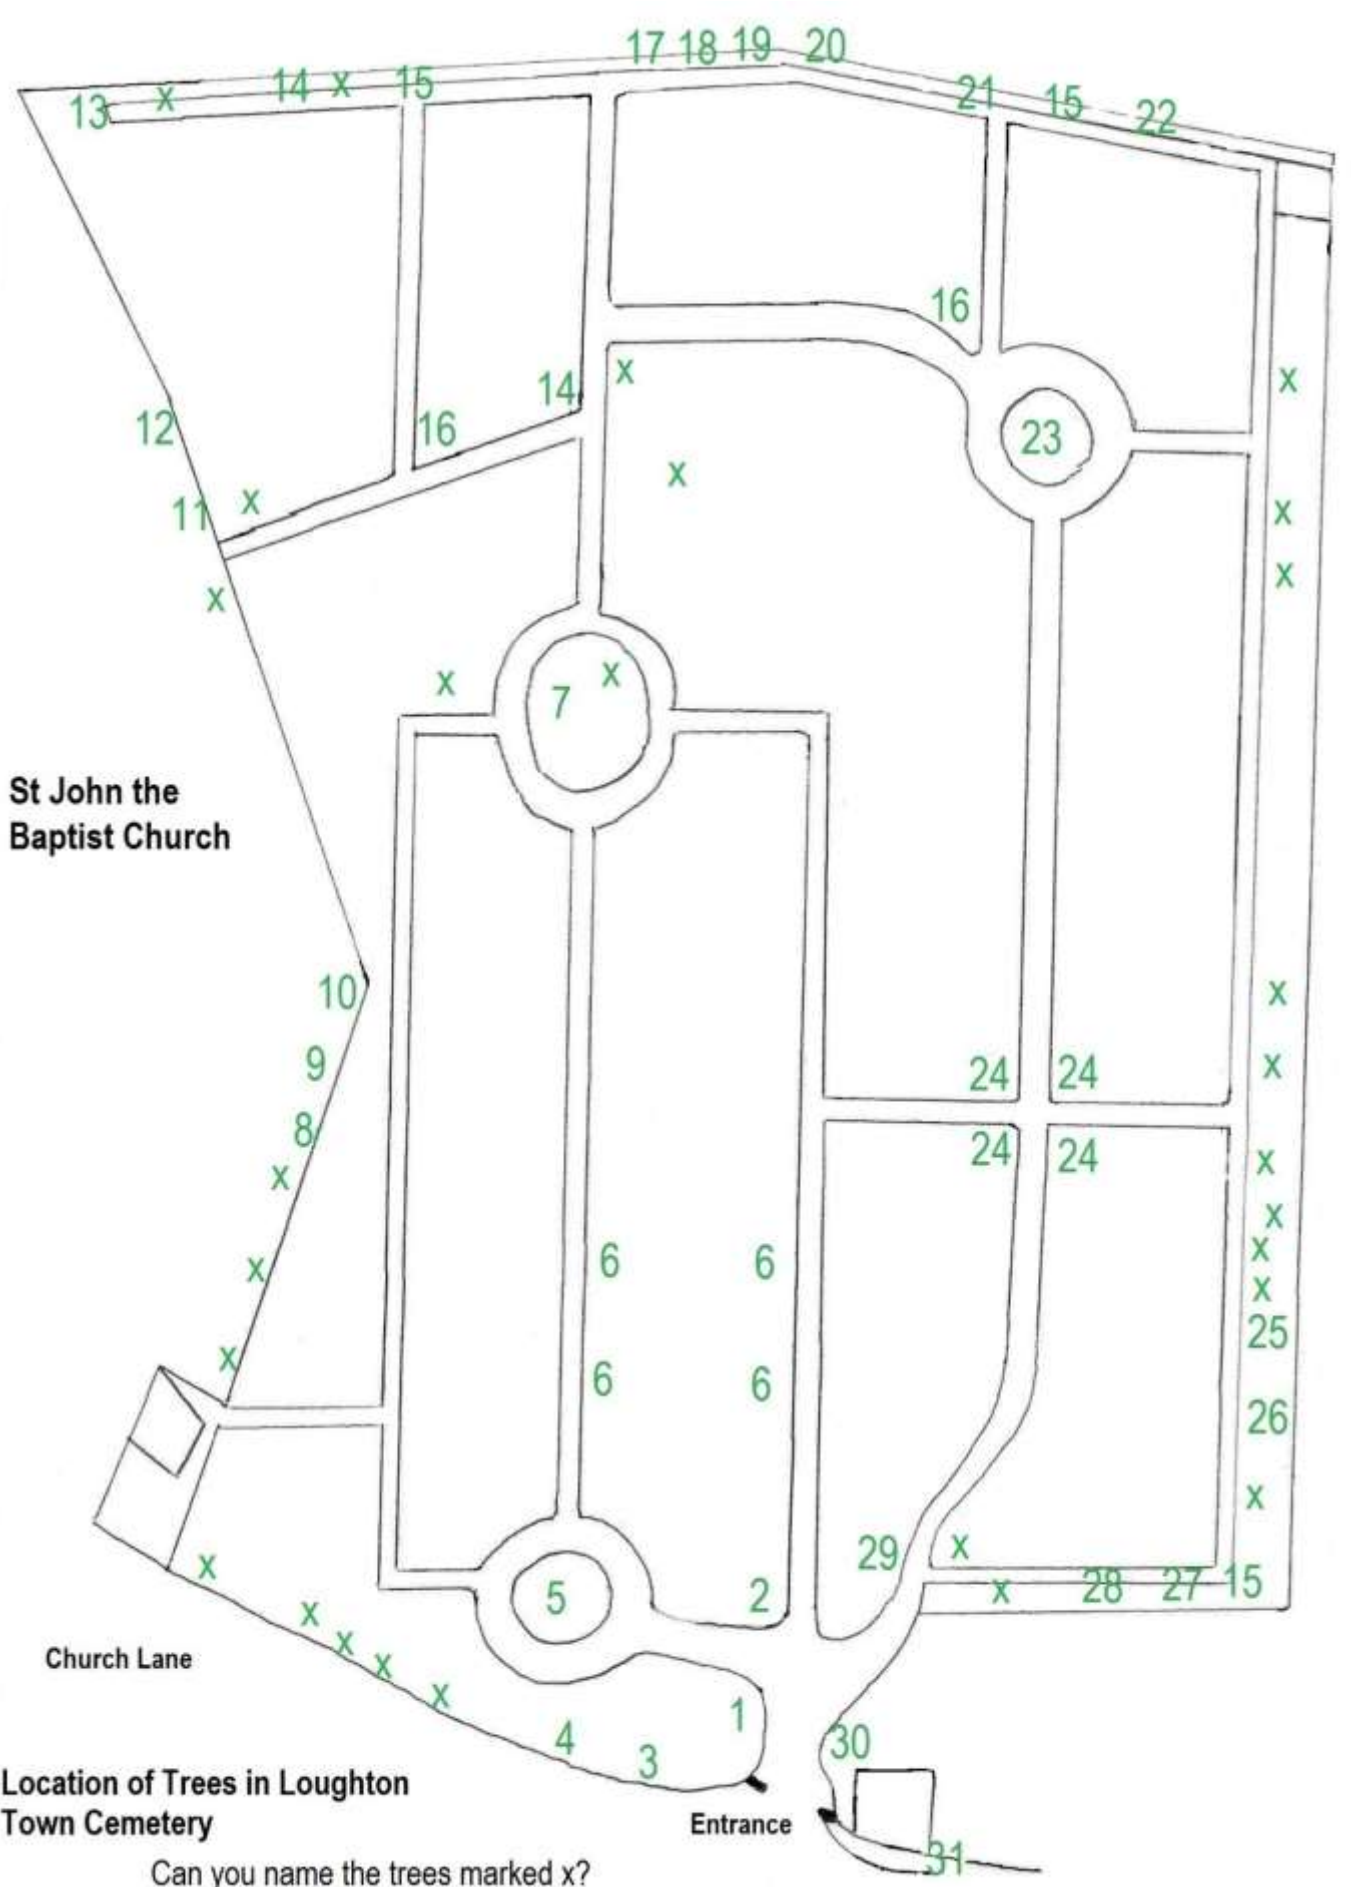 17 18 19 20
13 x 14 x 15 21 15 22
16
x 14 x
12 16 23
x
11 x x
x x
x 7 x
St John the
Baptist Church
10 x
9 24 24 x
8 24 24 x
x x
6 6 x
x x
25
x 6 6
26
x
29 x
x 5 2 x 28 27 15
x
x
x
Church Lane
x
1
4 30
3
Location of Trees in Loughton
Town Cemetery
Entrance
31
Can you name the trees marked x?